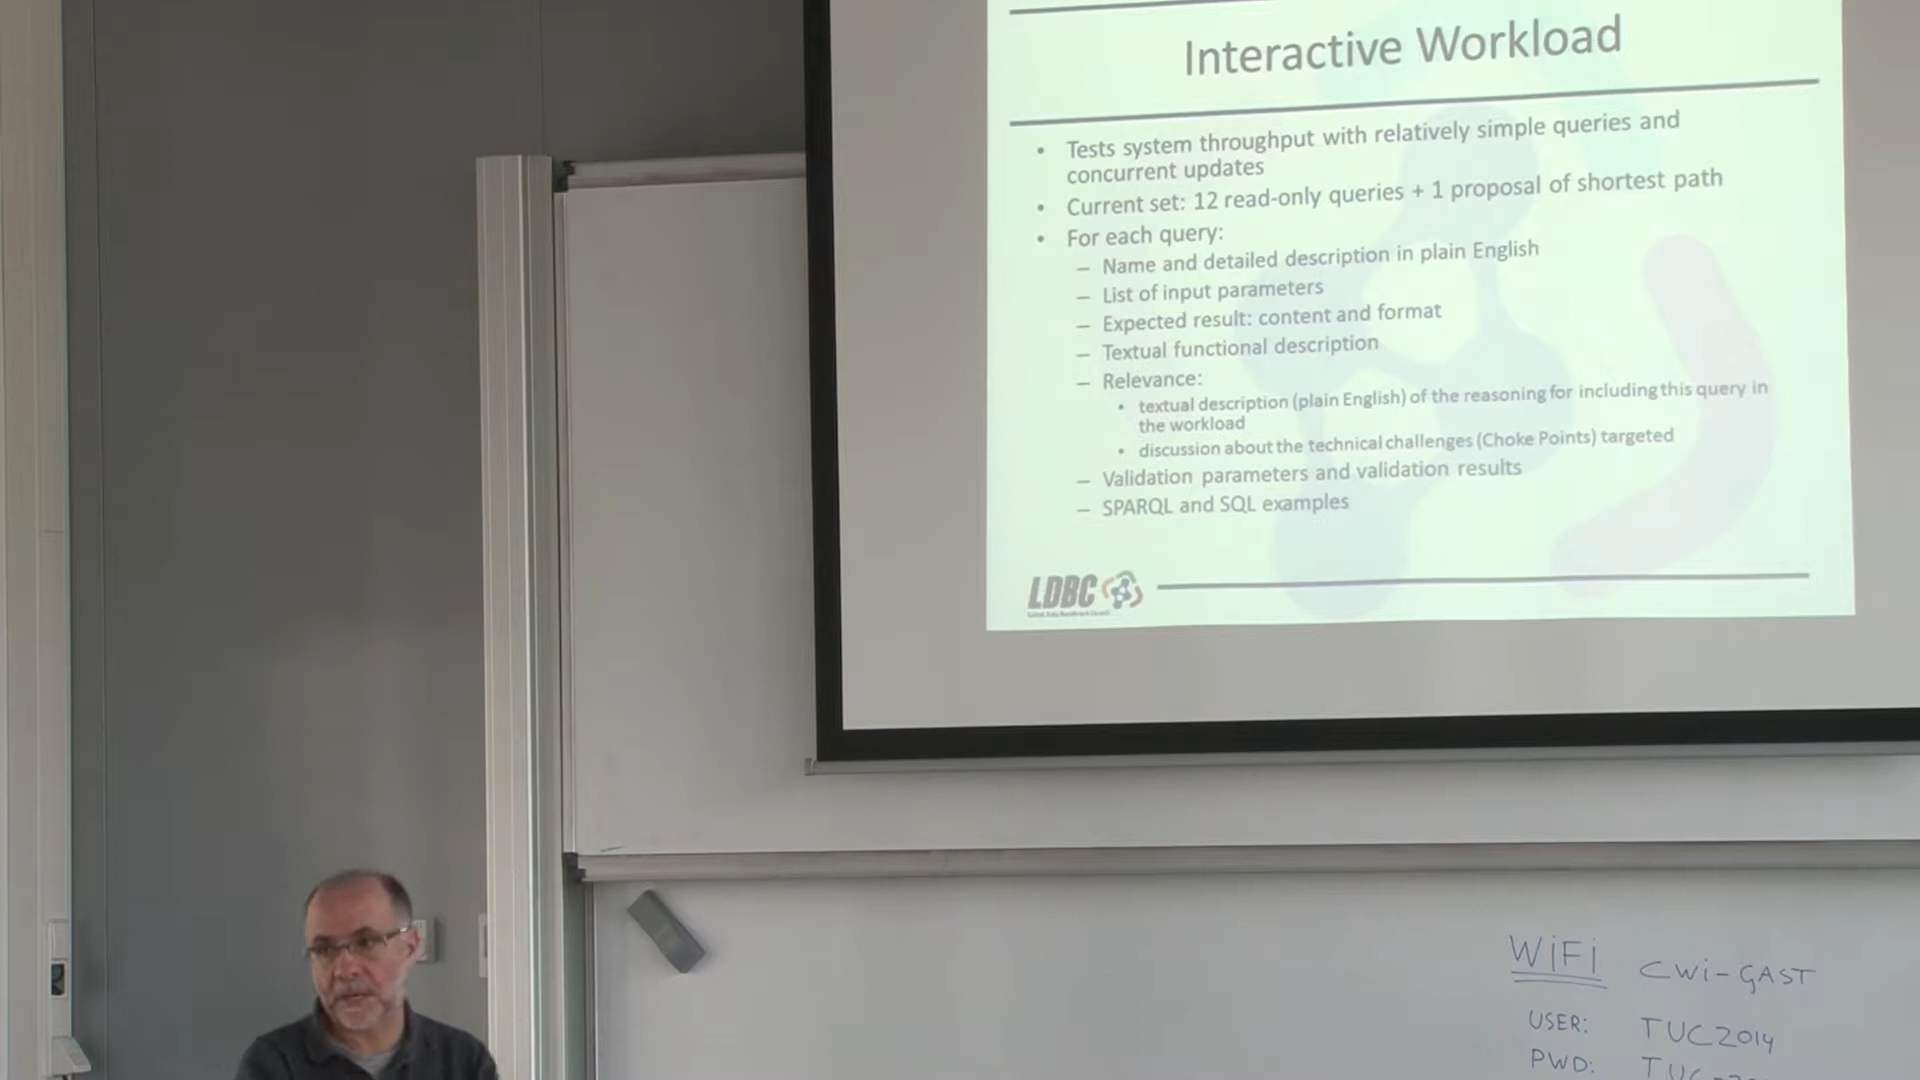 Interactive Workload
• Tests system throughput with relatively simple queries and
concurrent updates
• Current set: 12 read-only queries + 1 proposal of shortest path
• For each query:
– Name and detailed description in plain English
– List of input parameters
– Expected result: content and format
– Textual functional description
– Relevance:
• textual description (plain English) of the reasoning for including this query in
the workload
• discussion about the technical challenges (Choke Points) targeted
– Validation parameters and validation results
– SPARQL and SQL examples
LDBC
WiFi CWi-GAST
USER: TUC2014
PWD: